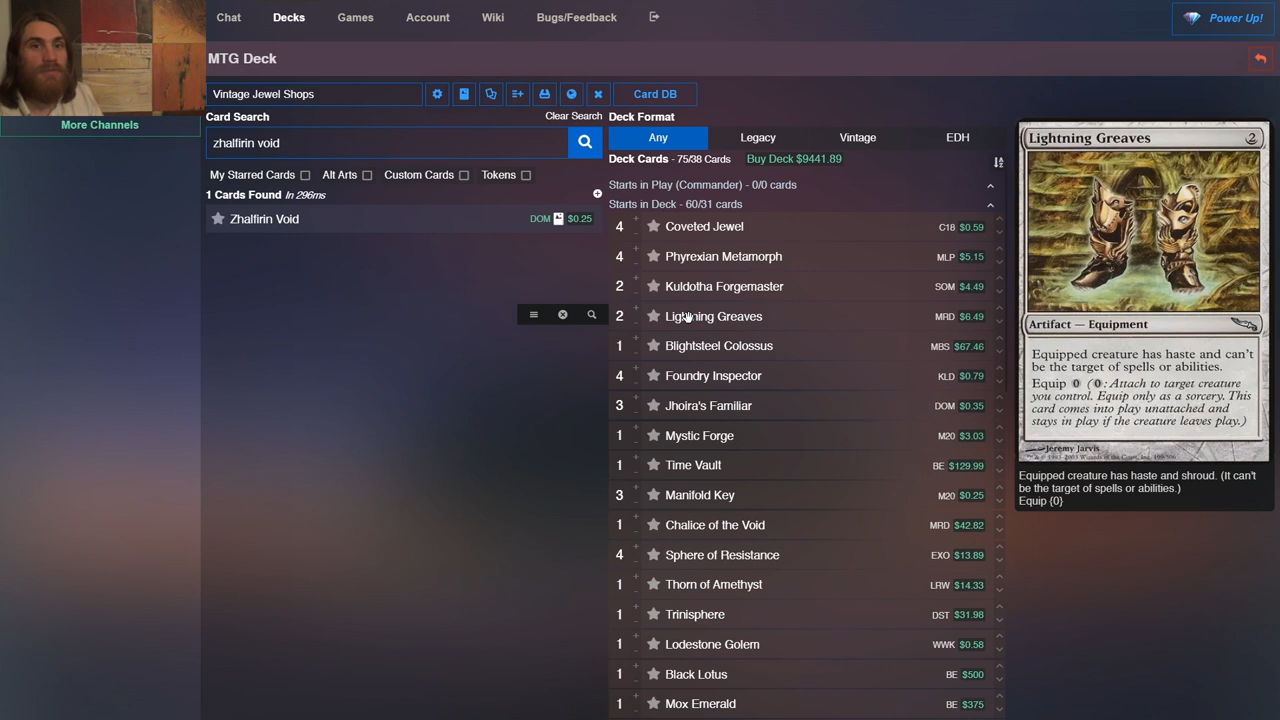 Chat Decks Games Account Wiki Bugs/Feedback Power Up!
MTG Deck
More Channels
Vintage Jewel Shops Card DB
Card Search Clear Search
zhalfirin void
My Starred Cards Alt Arts Custom Cards Tokens
1 Cards Found In 296ms
Zhalfirin Void DOM $0.25
Deck Format
Any Legacy Vintage EDH
Deck Cards - 75/38 Cards Buy Deck $9441.89
Starts in Play (Commander) - 0/0 cards
Starts in Deck - 60/31 cards
4 Coveted Jewel C18 $0.59
4 Phyrexian Metamorph MLP $5.15
2 Kuldotha Forgemaster SOM $4.49
2 Lightning Greaves MRD $6.49
1 Blightsteel Colossus MBS $67.46
4 Foundry Inspector KLD $0.79
3 Jhoira's Familiar DOM $0.35
1 Mystic Forge M20 $3.03
1 Time Vault BE $129.99
3 Manifold Key M20 $0.25
1 Chalice of the Void MRD $42.82
4 Sphere of Resistance EXO $13.89
1 Thorn of Amethyst LRW $14.33
1 Trinisphere DST $31.98
1 Lodestone Golem WWK $0.58
1 Black Lotus BE $500
1 Mox Emerald BE $375
Lightning Greaves 2
Artifact — Equipment
Equipped creature has haste and can't
be the target of spells or abilities.
Equip 0 (0: Attach to target creature
you control. Equip only as a sorcery. This
card comes into play unattached and
stays in play if the creature leaves play.)
Jeremy Jarvis
Equipped creature has haste and shroud. (It can't
be the target of spells or abilities.)
Equip {0}